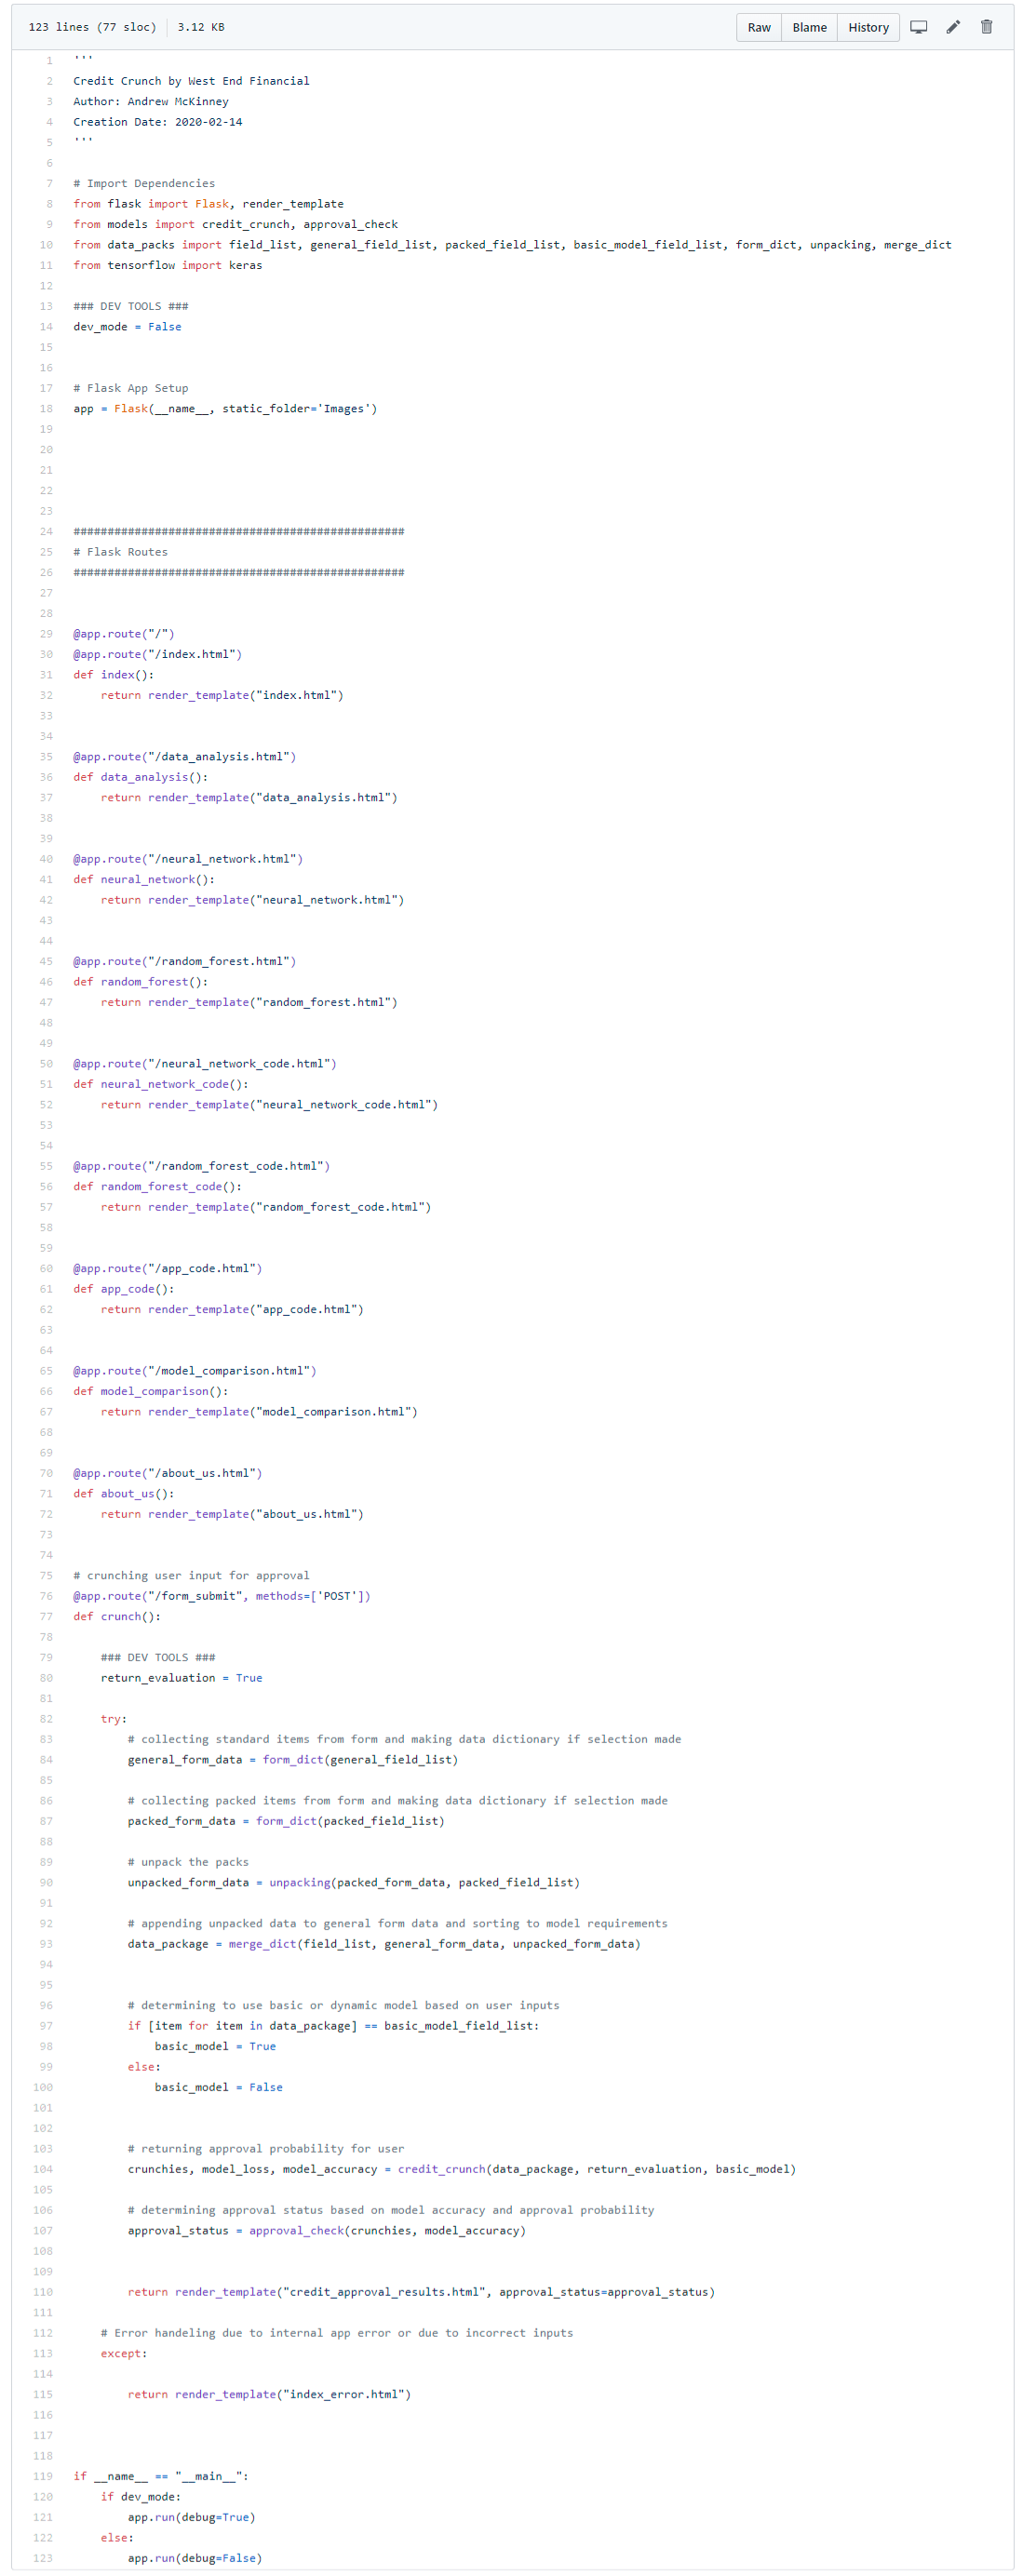 123 lines (77 sloc) 3.12 KB Raw Blame History
1 '''
2 Credit Crunch by West End Financial
3 Author: Andrew McKinney
4 Creation Date: 2020-02-14
5 '''
6
7 # Import Dependencies
8 from flask import Flask, render_template
9 from models import credit_crunch, approval_check
10 from data_packs import field_list, general_field_list, packed_field_list, basic_model_field_list, form_dict, unpacking, merge_dict
11 from tensorflow import keras
12
13 ### DEV TOOLS ###
14 dev_mode = False
15
16
17 # Flask App Setup
18 app = Flask(__name__, static_folder='Images')
19
20
21
22
23
24 #################################################
25 # Flask Routes
26 #################################################
27
28
29 @app.route("/")
30 @app.route("/index.html")
31 def index():
32     return render_template("index.html")
33
34
35 @app.route("/data_analysis.html")
36 def data_analysis():
37     return render_template("data_analysis.html")
38
39
40 @app.route("/neural_network.html")
41 def neural_network():
42     return render_template("neural_network.html")
43
44
45 @app.route("/random_forest.html")
46 def random_forest():
47     return render_template("random_forest.html")
48
49
50 @app.route("/neural_network_code.html")
51 def neural_network_code():
52     return render_template("neural_network_code.html")
53
54
55 @app.route("/random_forest_code.html")
56 def random_forest_code():
57     return render_template("random_forest_code.html")
58
59
60 @app.route("/app_code.html")
61 def app_code():
62     return render_template("app_code.html")
63
64
65 @app.route("/model_comparison.html")
66 def model_comparison():
67     return render_template("model_comparison.html")
68
69
70 @app.route("/about_us.html")
71 def about_us():
72     return render_template("about_us.html")
73
74
75 # crunching user input for approval
76 @app.route("/form_submit", methods=['POST'])
77 def crunch():
78
79     ### DEV TOOLS ###
80     return_evaluation = True
81
82     try:
83         # collecting standard items from form and making data dictionary if selection made
84         general_form_data = form_dict(general_field_list)
85
86         # collecting packed items from form and making data dictionary if selection made
87         packed_form_data = form_dict(packed_field_list)
88
89         # unpack the packs
90         unpacked_form_data = unpacking(packed_form_data, packed_field_list)
91
92         # appending unpacked data to general form data and sorting to model requirements
93         data_package = merge_dict(field_list, general_form_data, unpacked_form_data)
94
95
96         # determining to use basic or dynamic model based on user inputs
97         if [item for item in data_package] == basic_model_field_list:
98             basic_model = True
99         else:
100             basic_model = False
101
102
103         # returning approval probability for user
104         crunchies, model_loss, model_accuracy = credit_crunch(data_package, return_evaluation, basic_model)
105
106         # determining approval status based on model accuracy and approval probability
107         approval_status = approval_check(crunchies, model_accuracy)
108
109
110         return render_template("credit_approval_results.html", approval_status=approval_status)
111
112     # Error handeling due to internal app error or due to incorrect inputs
113     except:
114
115         return render_template("index_error.html")
116
117
118
119 if __name__ == "__main__":
120     if dev_mode:
121         app.run(debug=True)
122     else:
123         app.run(debug=False)